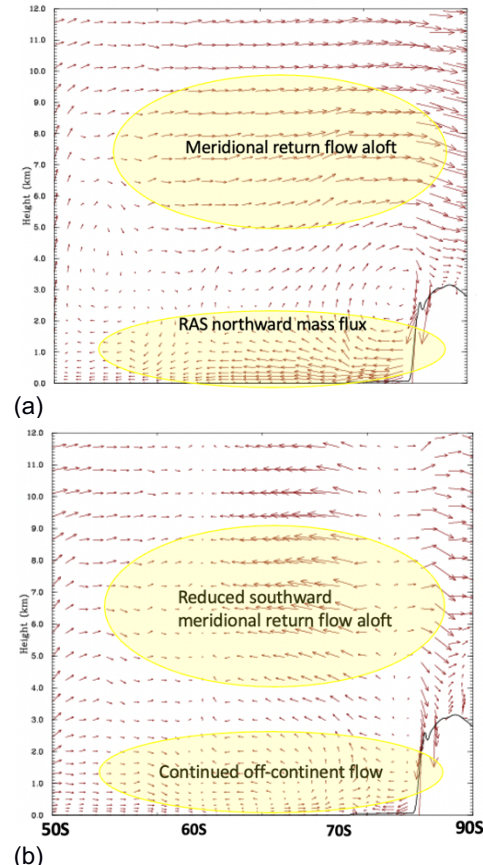 12.0
11.0
10.0
9.0
8.0
7.0
6.0
5.0
4.0
3.0
2.0
1.0
0.0
Height (km)
Meridional return flow aloft
RAS northward mass flux
(a)
12.0
11.0
10.0
9.0
8.0
7.0
6.0
5.0
4.0
3.0
2.0
1.0
0.0
Height (km)
Reduced southward
meridional return flow aloft
Continued off-continent flow
50S 60S 70S 90S
(b)